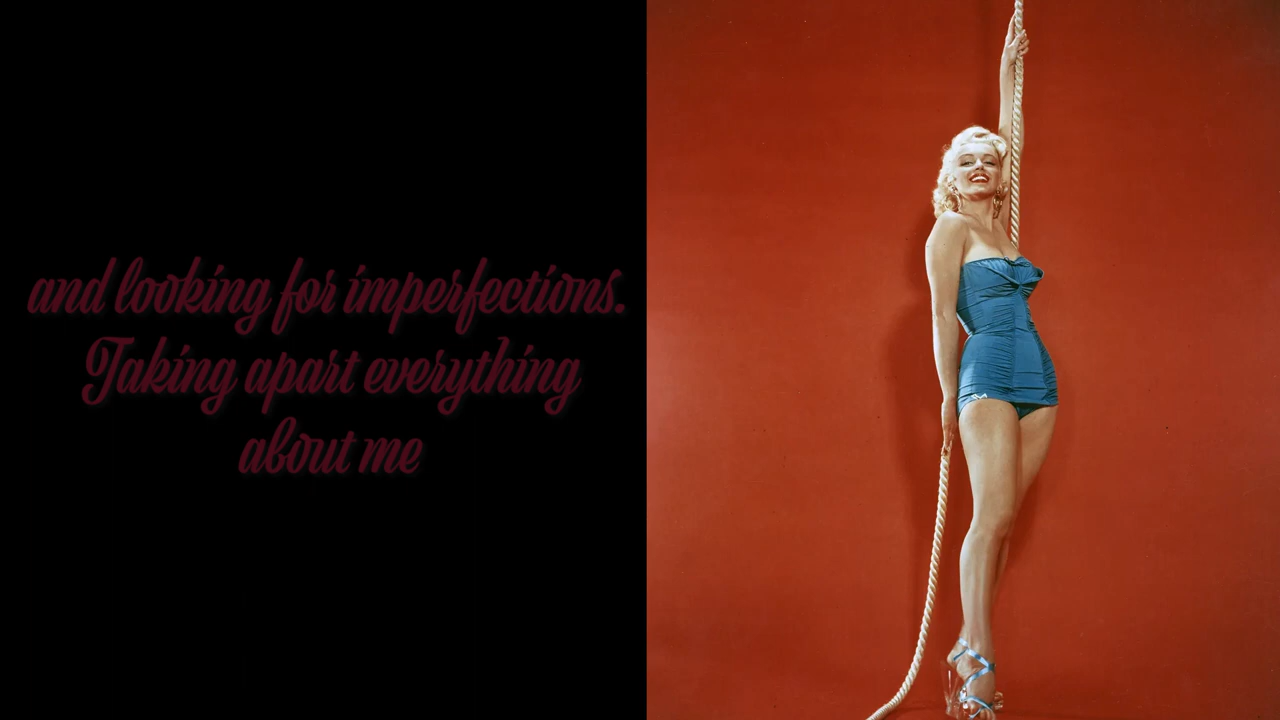 and looking for imperfections.
Taking apart everything
about me